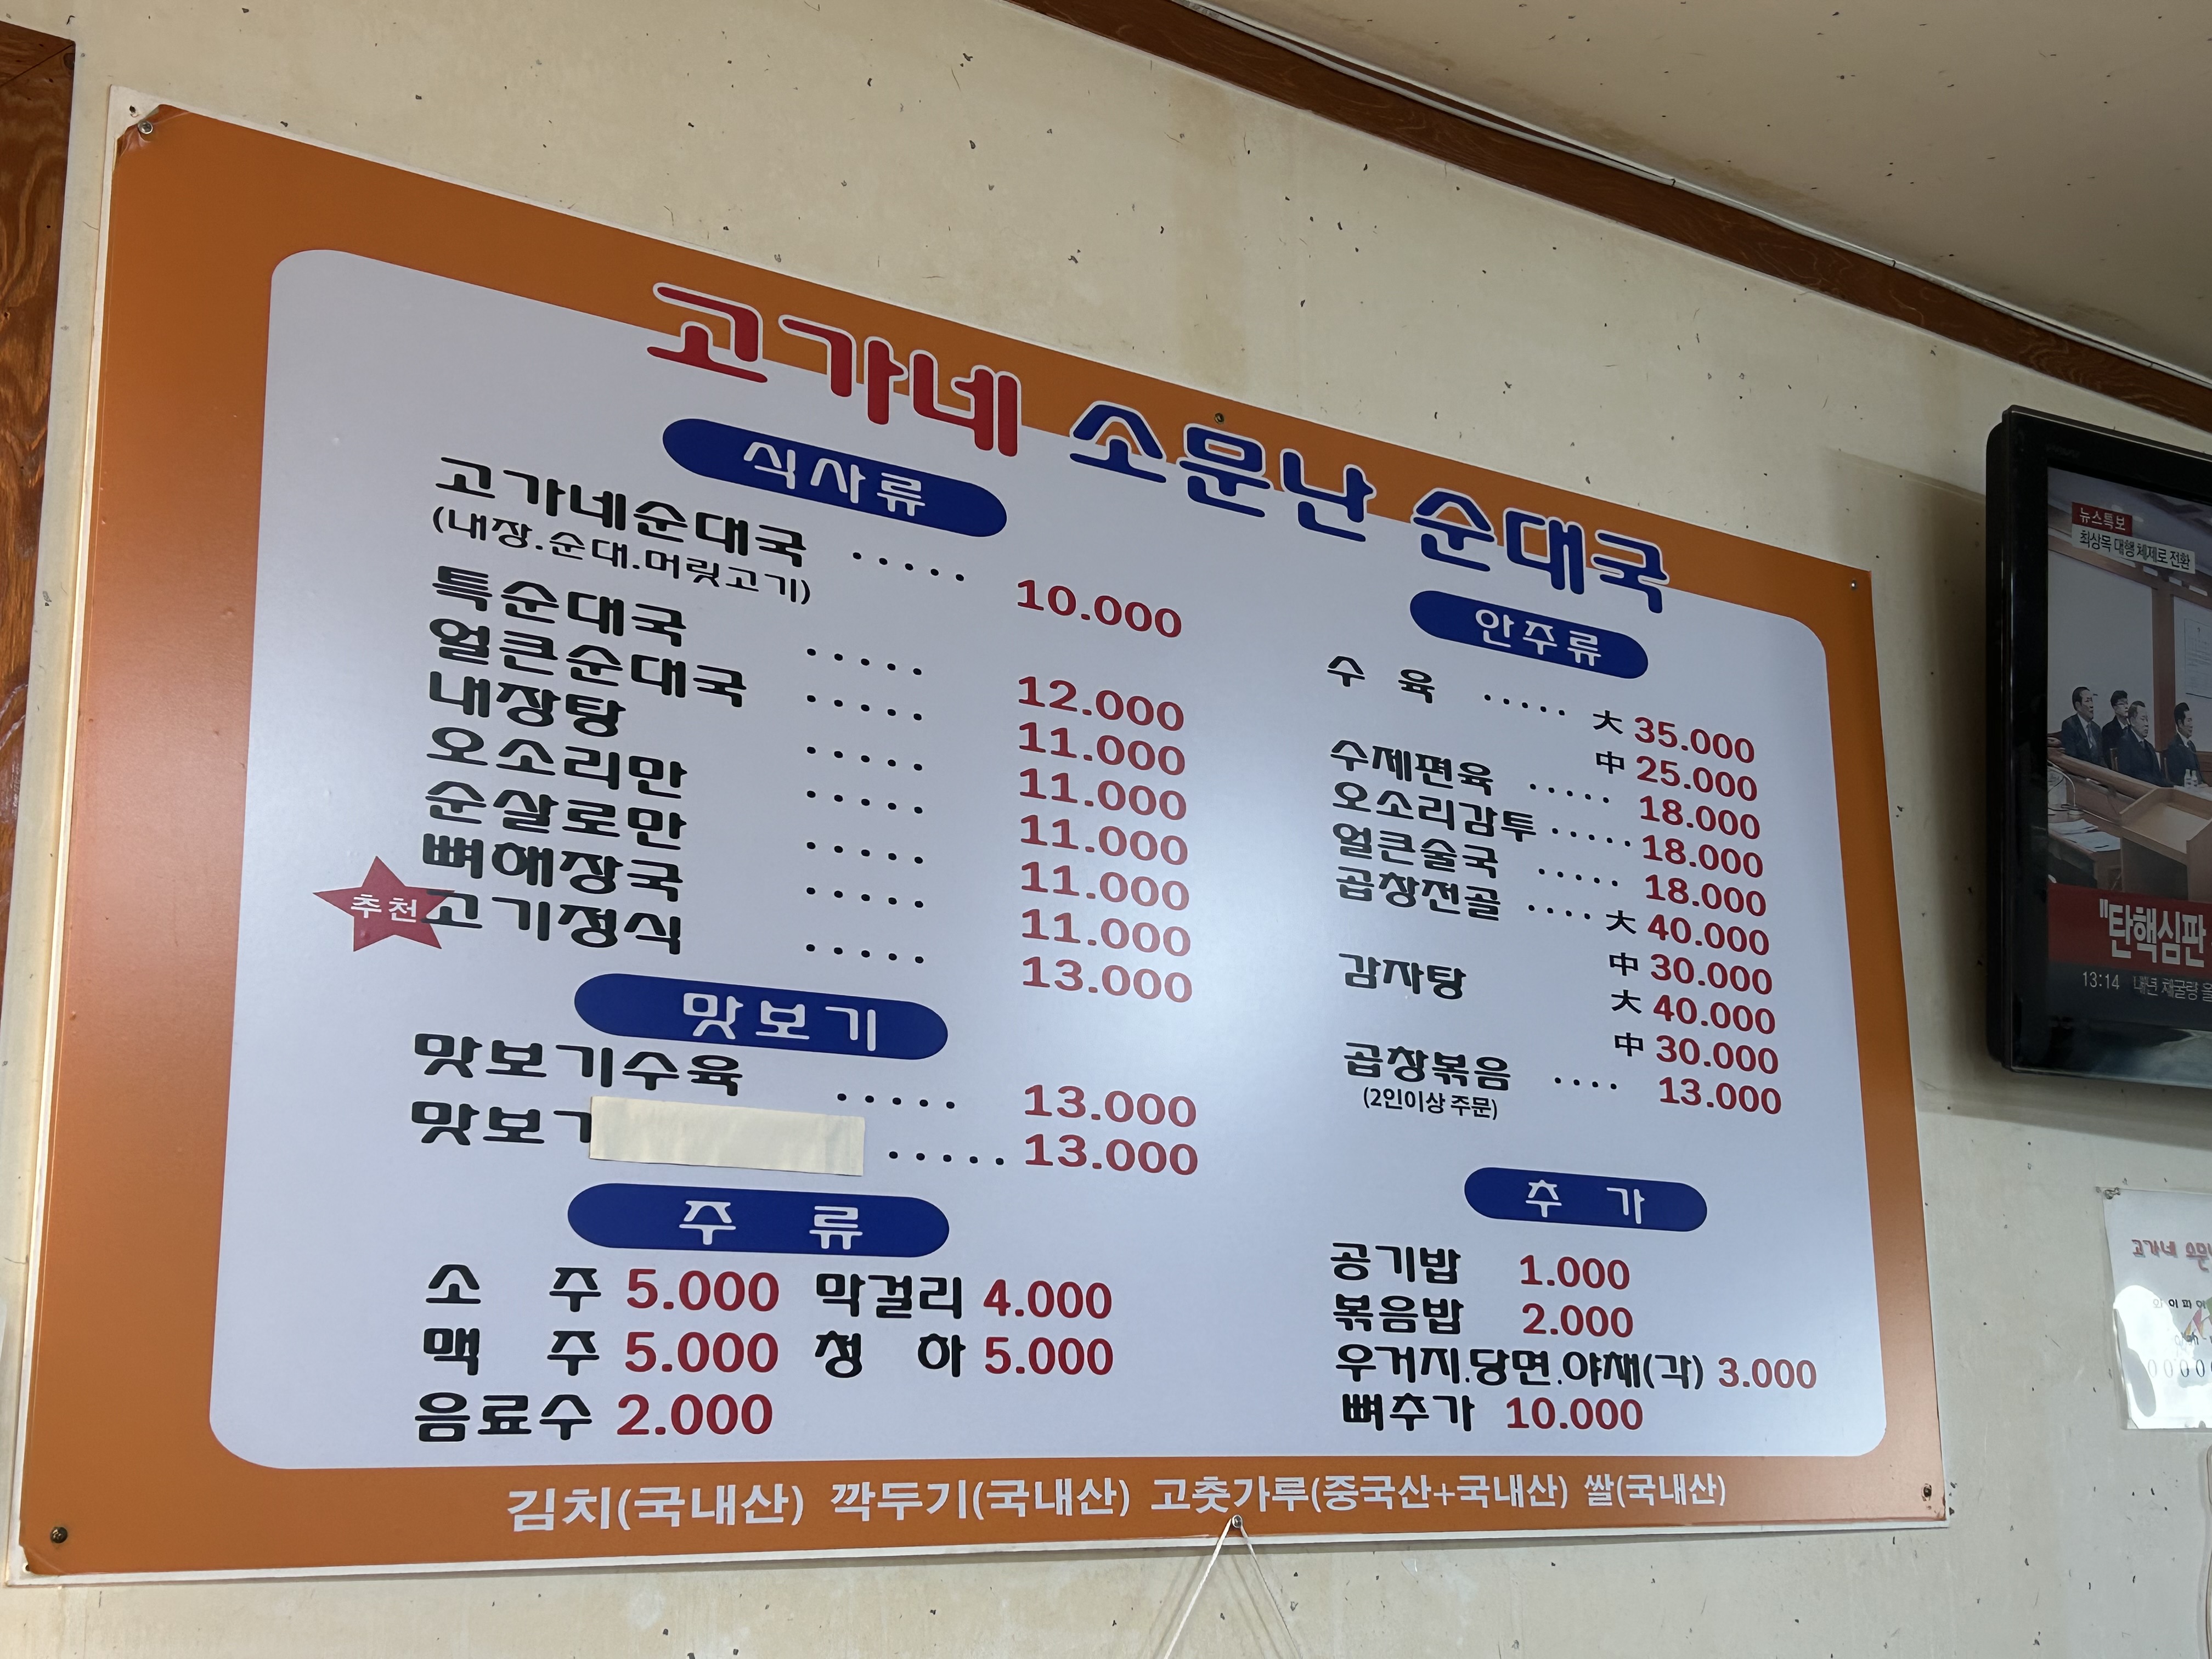 고가네 소문난 순대국
식사류
고가네순대국 ..... 10.000
(내장.순대.머릿고기)
특순대국 ..... 12.000
얼큰순대국 ..... 11.000
내장탕 ..... 11.000
오소리만 ..... 11.000
순살로만 ..... 11.000
뼈해장국 ..... 11.000
추천 고기정식 ..... 13.000
맛보기
맛보기수육 ..... 13.000
맛보기 ..... 13.000
주 류
소 주 5.000 막걸리 4.000
맥 주 5.000 청 하 5.000
음료수 2.000
안주류
수 육 ..... 大 35.000
中 25.000
수제편육 ..... 18.000
오소리감투 ..... 18.000
얼큰술국 ..... 18.000
곱창전골 .... 大 40.000
中 30.000
감자탕 大 40.000
中 30.000
곱창볶음 .... 13.000
(2인이상 주문)
추 가
공기밥 1.000
볶음밥 2.000
우거지.당면.야채(각) 3.000
뼈추가 10.000
김치(국내산) 깍두기(국내산) 고춧가루(중국산+국내산) 쌀(국내산)
뉴스특보
최상목 대행 체제로 전환
"탄핵심판
13:14 내년
고가네